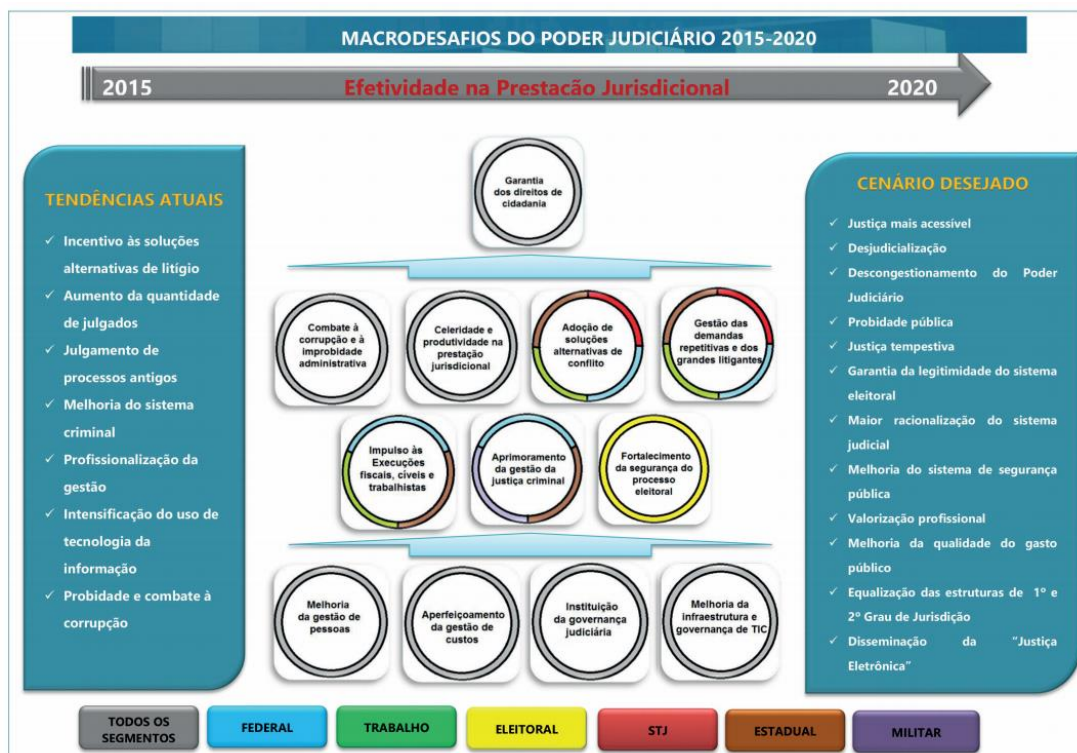 MACRODESAFIOS DO PODER JUDICIÁRIO 2015-2020
2015
Efetividade na Prestacão Jurisdicional
2020
TENDÊNCIAS ATUAIS
✓ Incentivo às soluções
alternativas de litígio
✓ Aumento da quantidade
de julgados
✓ Julgamento de
processos antigos
✓ Melhoria do sistema
criminal
✓ Profissionalização da
gestão
✓ Intensificação do uso de
tecnologia da
informação
✓ Probidade e combate à
corrupção
Garantia
dos direitos de
cidadania
Combate à
corrupção e à
improbidade
administrativa
Celeridade e
produtividade na
prestação
jurisdicional
Adoção de
soluções
alternativas de
conflito
Gestão das
demandas
repetitivas e dos
grandes litigantes
Impulso às
Execuções
fiscais, cíveis e
trabalhistas
Aprimoramento
da gestão da
justiça criminal
Fortalecimento
da segurança do
processo
eleitoral
Melhoria
da gestão de
pessoas
Aperfeiçoamento
da gestão de
custos
Instituição
da governança
judiciária
Melhoria da
infraestrutura e
governança de TIC
CENÁRIO DESEJADO
✓ Justiça mais acessível
✓ Desjudicialização
✓ Descongestionamento do Poder
Judiciário
✓ Probidade pública
✓ Justiça tempestiva
✓ Garantia da legitimidade do sistema
eleitoral
✓ Maior racionalização do sistema
judicial
✓ Melhoria do sistema de segurança
pública
✓ Valorização profissional
✓ Melhoria da qualidade do gasto
público
✓ Equalização das estruturas de 1º e
2º Grau de Jurisdição
✓ Disseminação da "Justiça
Eletrônica"
TODOS OS
SEGMENTOS
FEDERAL
TRABALHO
ELEITORAL
STJ
ESTADUAL
MILITAR